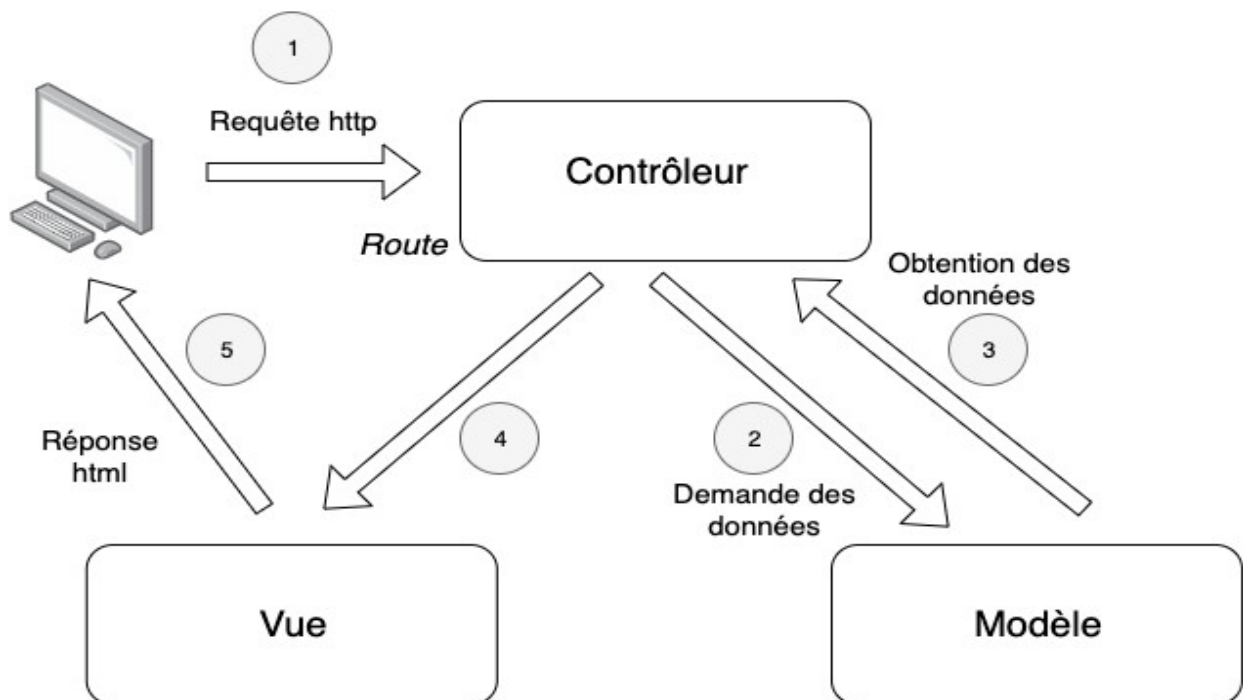 1
Requête http
Contrôleur
Route
Obtention des
données
3
5
4
2
Réponse
html
Demande des
données
Vue
Modèle